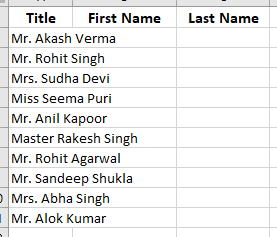 Title First Name Last Name
Mr. Akash Verma
Mr. Rohit Singh
Mrs. Sudha Devi
Miss Seema Puri
Mr. Anil Kapoor
Master Rakesh Singh
Mr. Rohit Agarwal
Mr. Sandeep Shukla
Mrs. Abha Singh
Mr. Alok Kumar